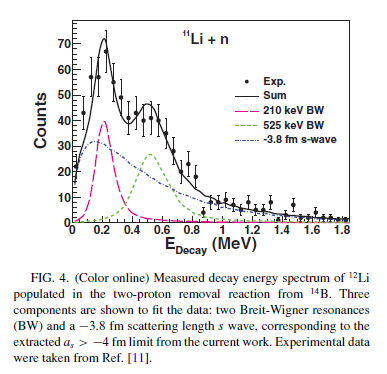 70
60
50
40
30
20
10
0
Counts
¹¹Li + n
Exp.
Sum
210 keV BW
525 keV BW
-3.8 fm s-wave
0 0.2 0.4 0.6 0.8 1 1.2 1.4 1.6 1.8
E_Decay (MeV)
FIG. 4. (Color online) Measured decay energy spectrum of ¹²Li
populated in the two-proton removal reaction from ¹⁴B. Three
components are shown to fit the data: two Breit-Wigner resonances
(BW) and a −3.8 fm scattering length s wave, corresponding to the
extracted aₛ > −4 fm limit from the current work. Experimental data
were taken from Ref. [11].